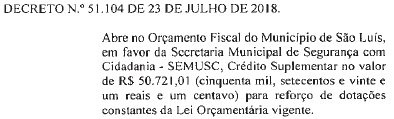 DECRETO N.º 51.104 DE 23 DE JULHO DE 2018.
Abre no Orçamento Fiscal do Município de São Luís,
em favor da Secretaria Municipal de Segurança com
Cidadania - SEMUSC, Crédito Suplementar no valor
de R$ 50.721,01 (cinquenta mil, setecentos e vinte e
um reais e um centavo) para reforço de dotações
constantes da Lei Orçamentária vigente.